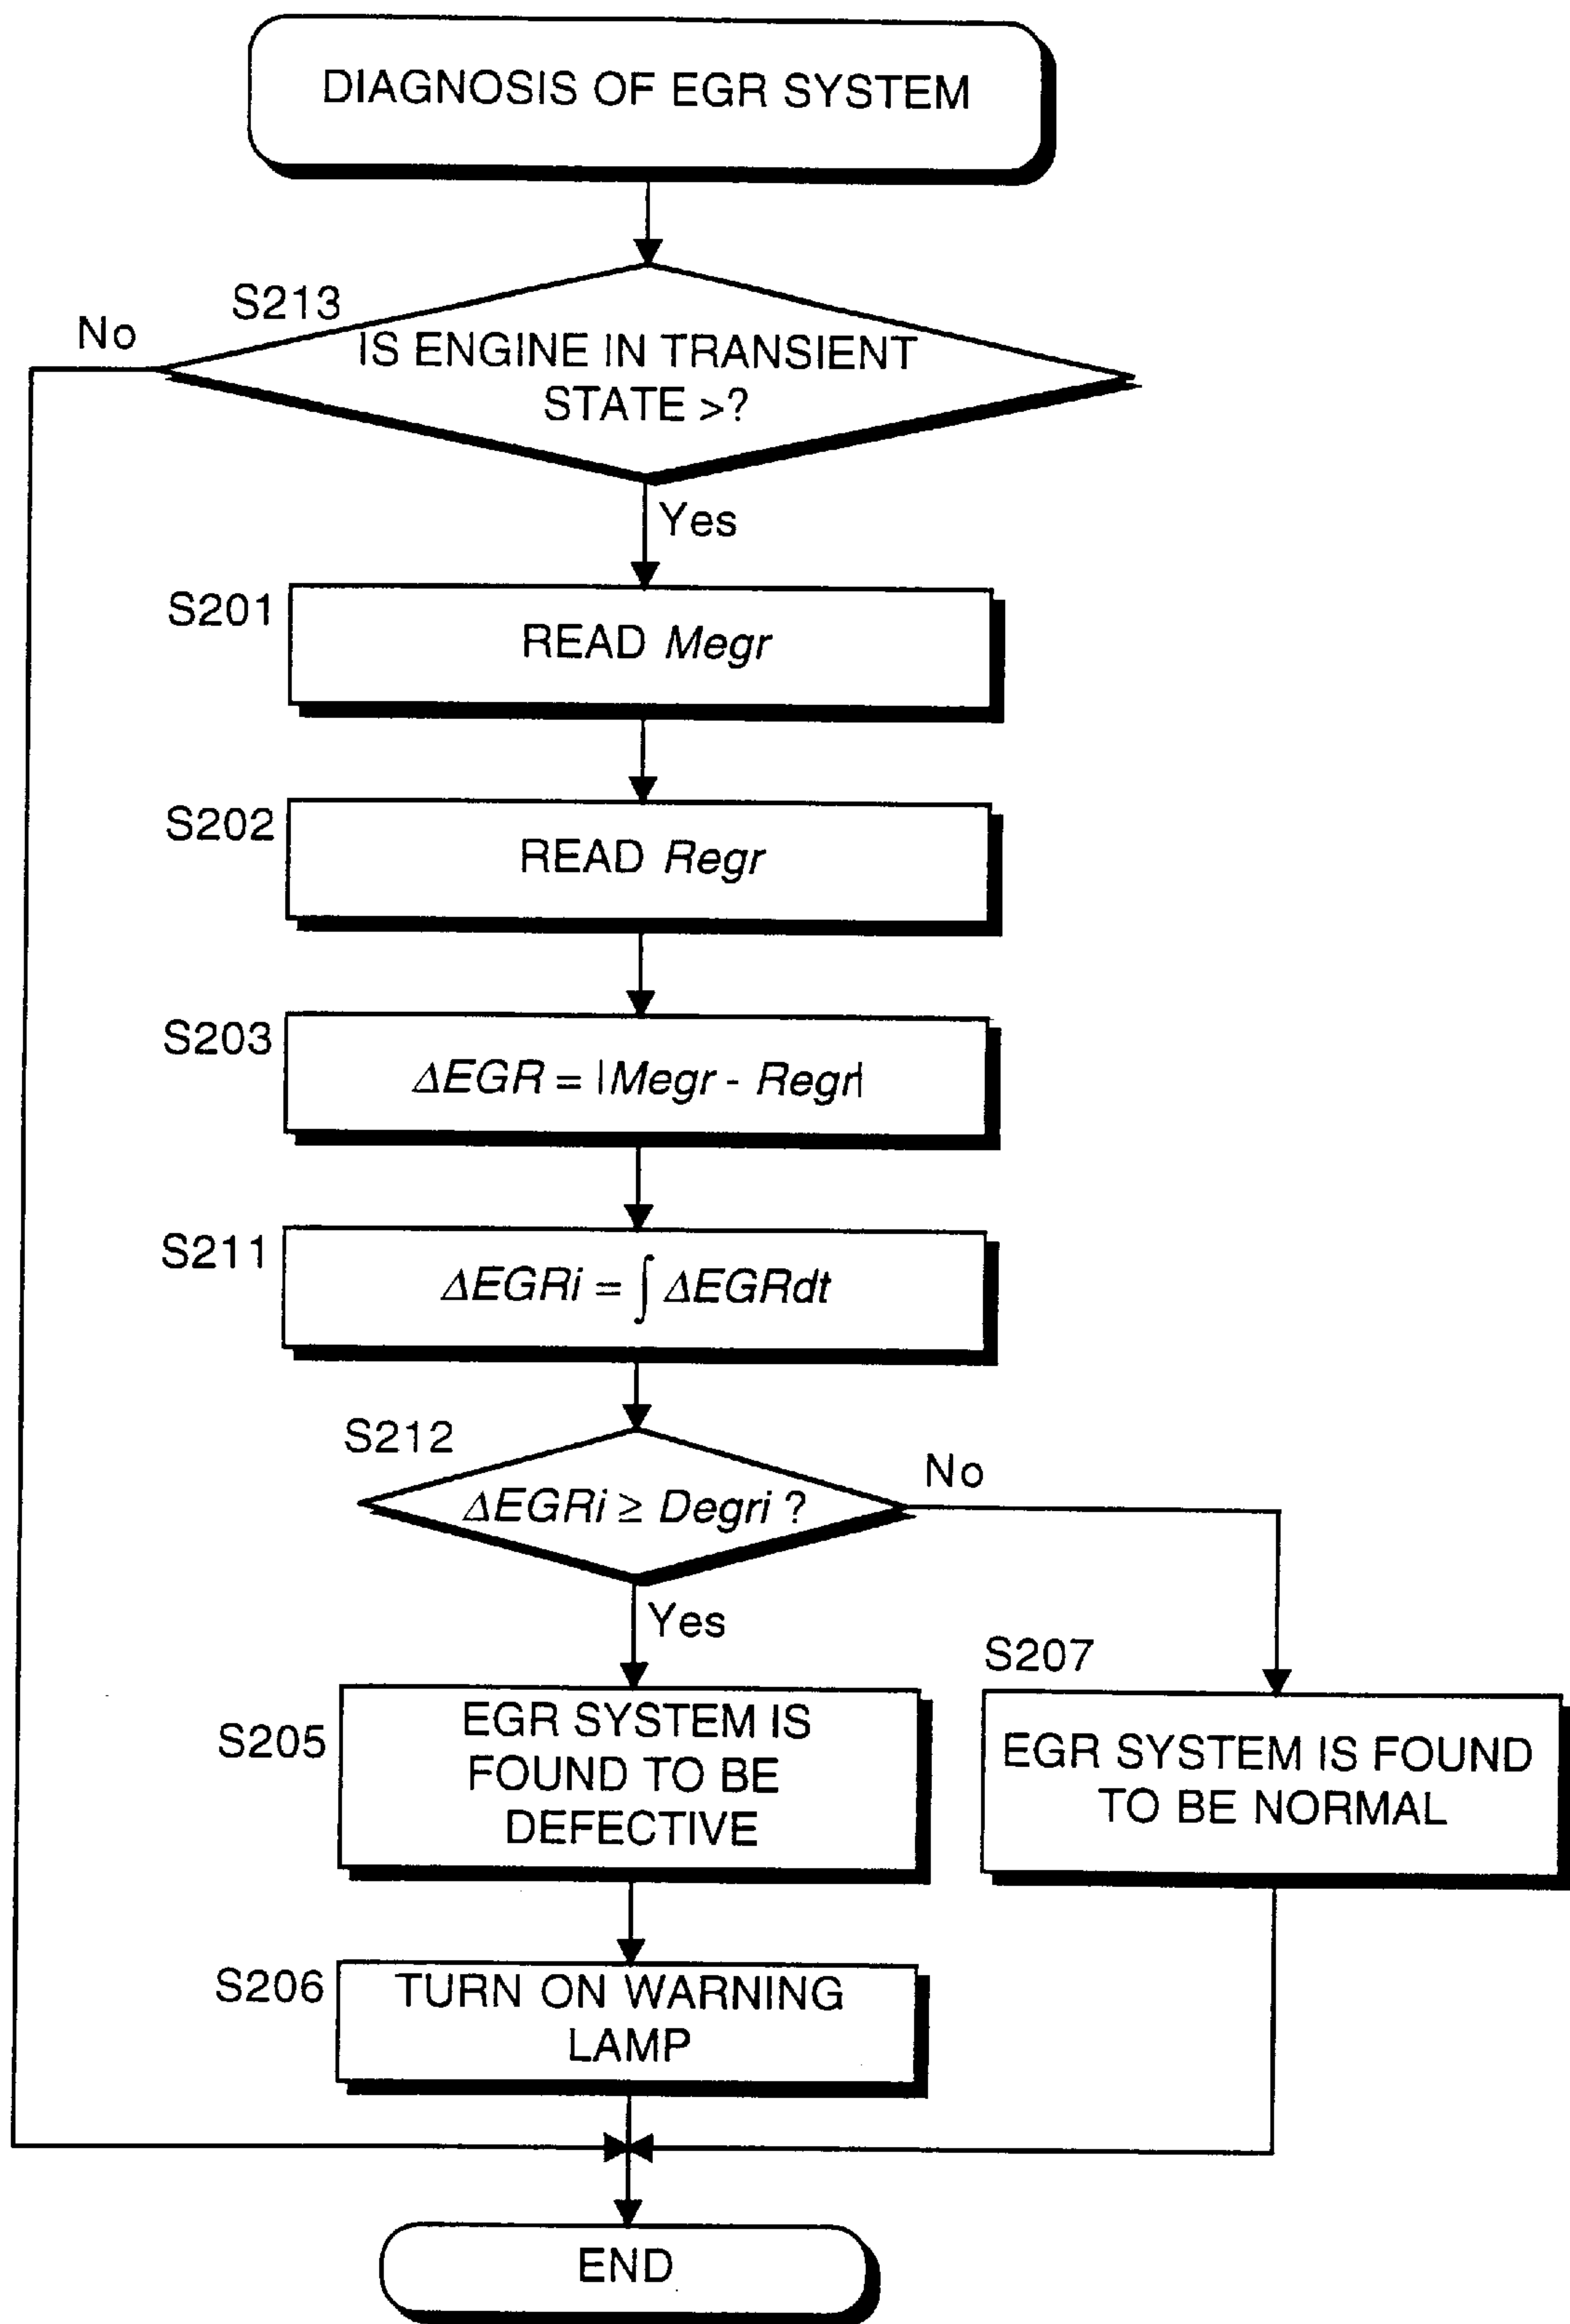 DIAGNOSIS OF EGR SYSTEM
S213
No
IS ENGINE IN TRANSIENT
STATE >?
Yes
S201
READ Megr
S202
READ Regr
S203
ΔEGR = |Megr - Regr|
S211
ΔEGRi = ∫ ΔEGRdt
S212
ΔEGRi ≥ Degri ?
No
Yes
S205
EGR SYSTEM IS
FOUND TO BE
DEFECTIVE
S207
EGR SYSTEM IS FOUND
TO BE NORMAL
S206
TURN ON WARNING
LAMP
END